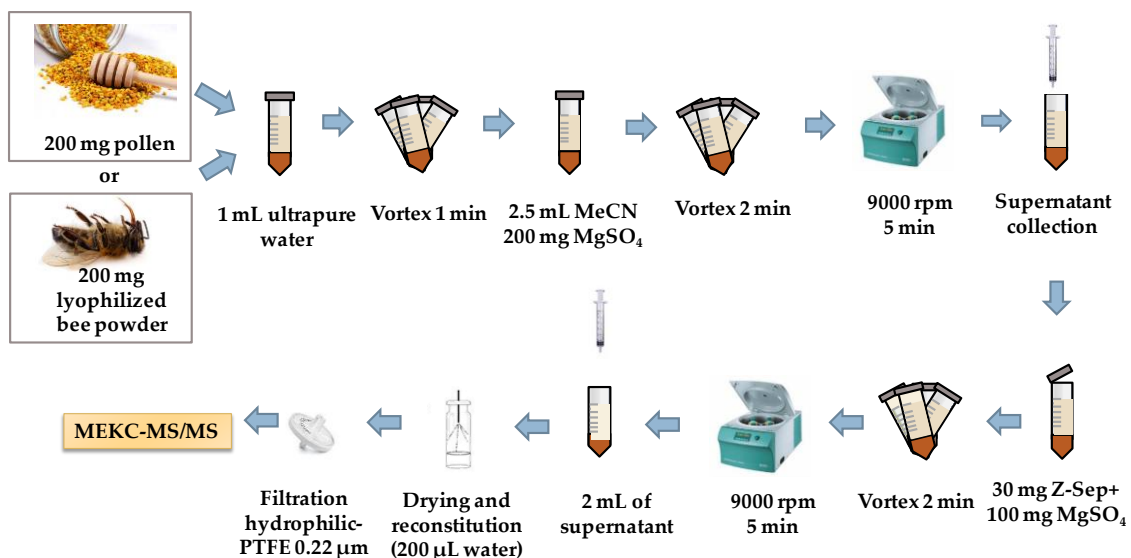 200 mg pollen
or
200 mg
lyophilized
bee powder
1 mL ultrapure
water
Vortex 1 min
2.5 mL MeCN
200 mg MgSO₄
Vortex 2 min
9000 rpm
5 min
Supernatant
collection
30 mg Z-Sep+
100 mg MgSO₄
Vortex 2 min
9000 rpm
5 min
2 mL of
supernatant
Drying and
reconstitution
(200 µL water)
Filtration
hydrophilic-
PTFE 0.22 µm
MEKC-MS/MS